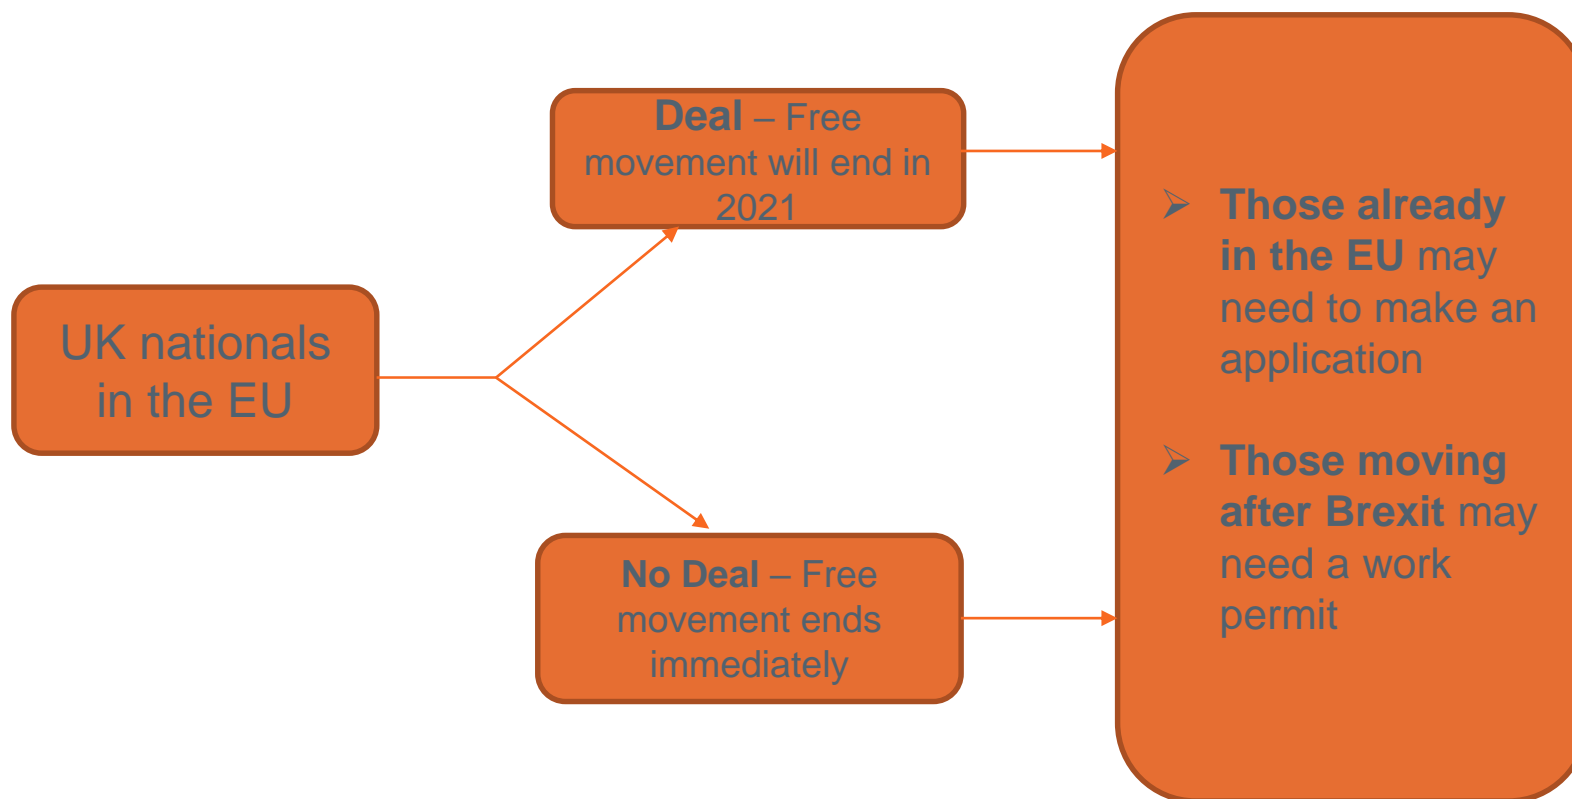 UK nationals
in the EU
Deal – Free
movement will end in
2021
No Deal – Free
movement ends
immediately
➢ Those already
in the EU may
need to make an
application
➢ Those moving
after Brexit may
need a work
permit